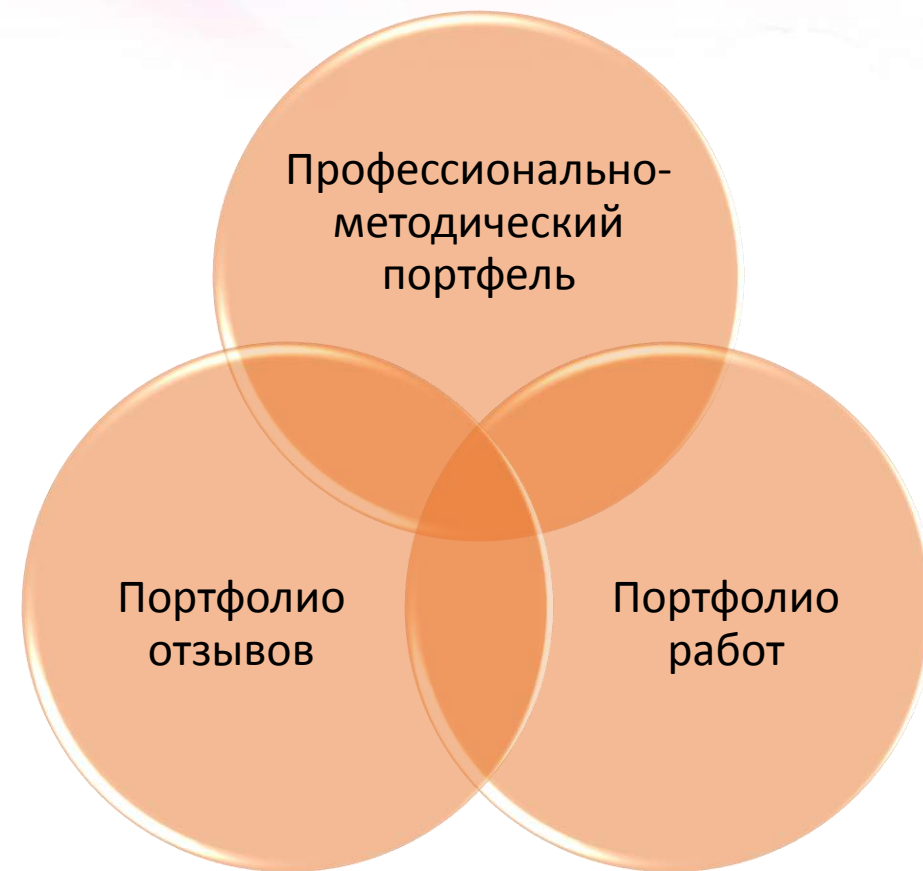 Профессионально-
методический
портфель
Портфолио
отзывов
Портфолио
работ